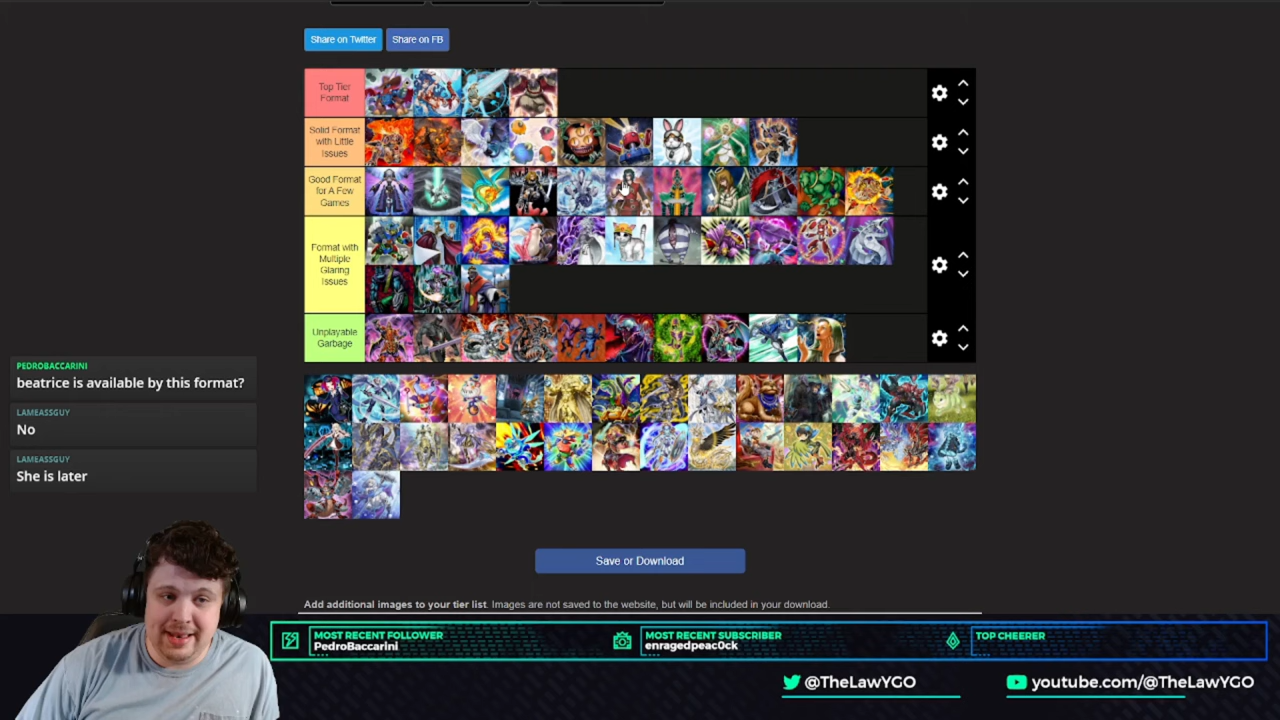 Share on Twitter
Share on FB
Top Tier
Format
Solid Format
with Little
Issues
Good Format
for A Few
Games
Format with
Multiple
Glaring
Issues
Unplayable
Garbage
PEDROBACCARINI
beatrice is available by this format?
LAMEASSGUY
No
LAMEASSGUY
She is later
Save or Download
Add additional images to your tier list. Images are not saved to the website, but will be included in your download.
MOST RECENT FOLLOWER
PedroBaccarini
MOST RECENT SUBSCRIBER
enragedpeac0ck
TOP CHEERER
@TheLawYGO
youtube.com/@TheLawYGO